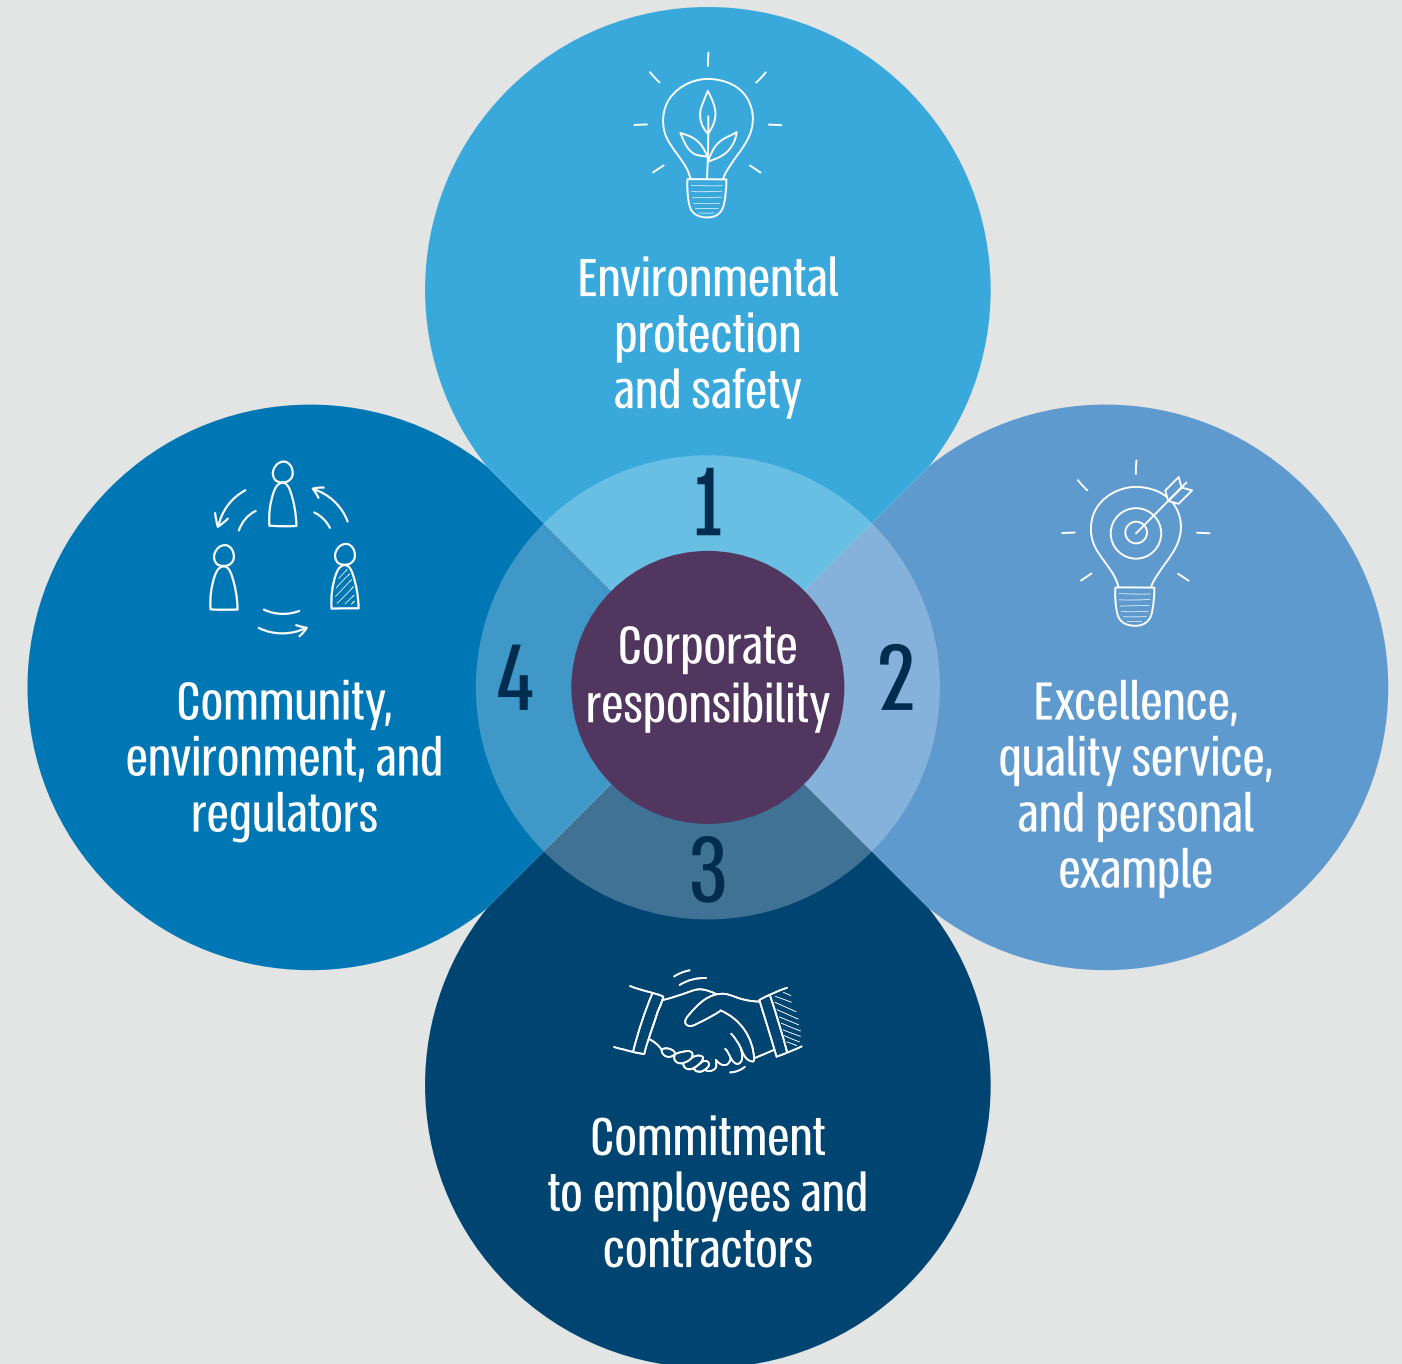 Environmental
protection
and safety
1
Corporate
responsibility
2
Excellence,
quality service,
and personal
example
3
Commitment
to employees and
contractors
4
Community,
environment, and
regulators